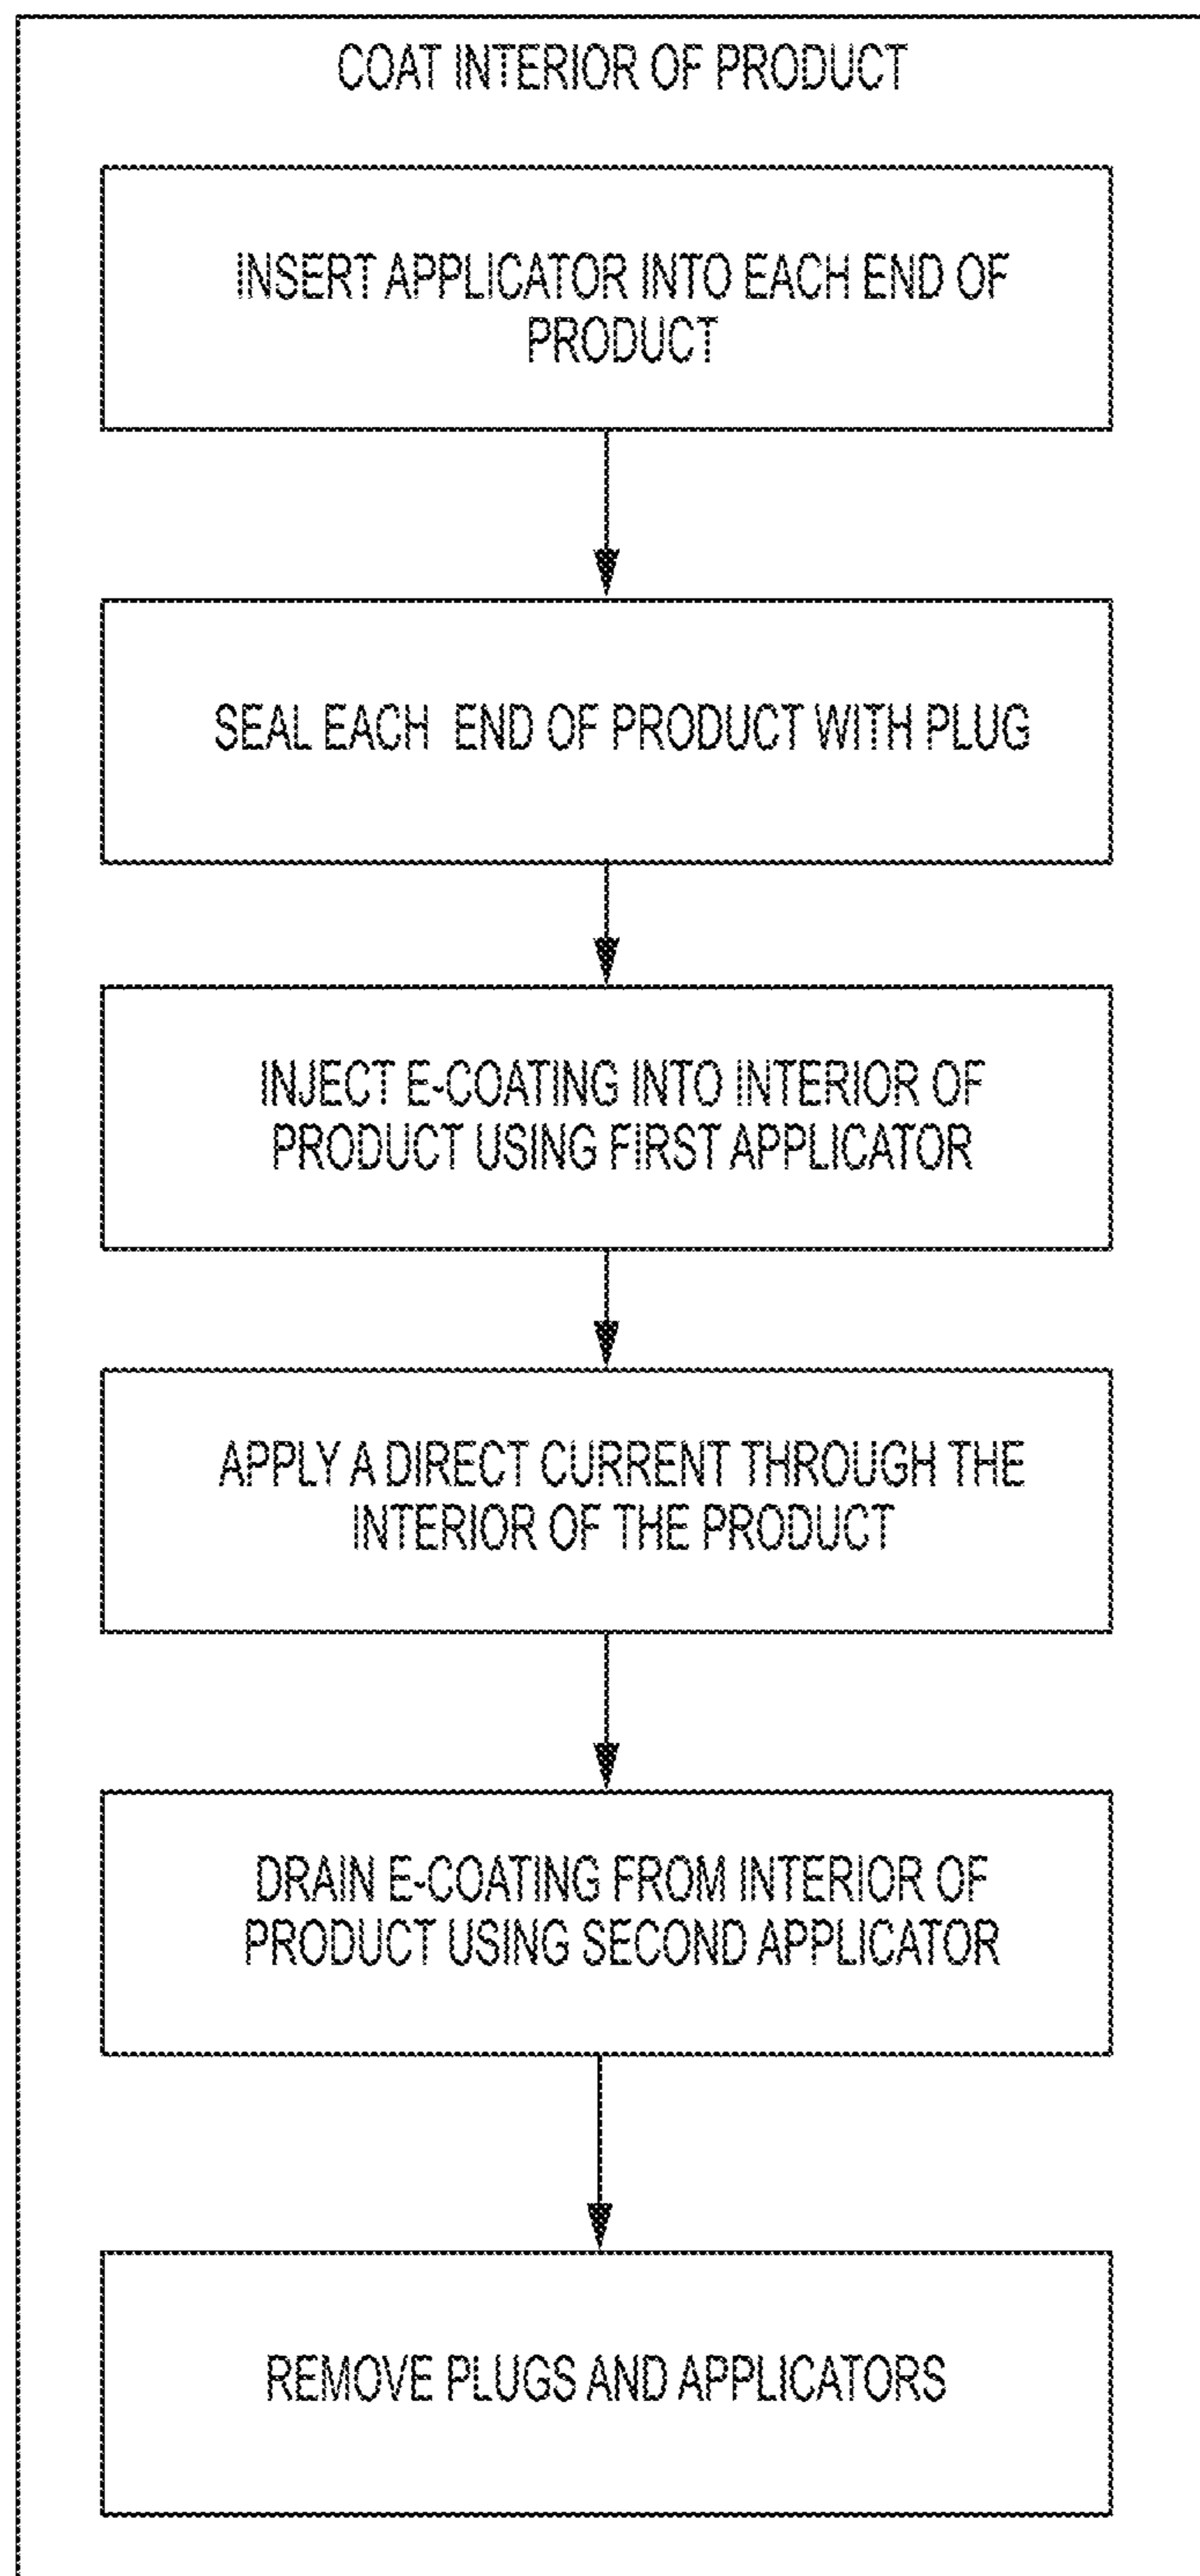 COAT INTERIOR OF PRODUCT
INSERT APPLICATOR INTO EACH END OF
PRODUCT
SEAL EACH END OF PRODUCT WITH PLUG
INJECT E-COATING INTO INTERIOR OF
PRODUCT USING FIRST APPLICATOR
APPLY A DIRECT CURRENT THROUGH THE
INTERIOR OF THE PRODUCT
DRAIN E-COATING FROM INTERIOR OF
PRODUCT USING SECOND APPLICATOR
REMOVE PLUGS AND APPLICATORS